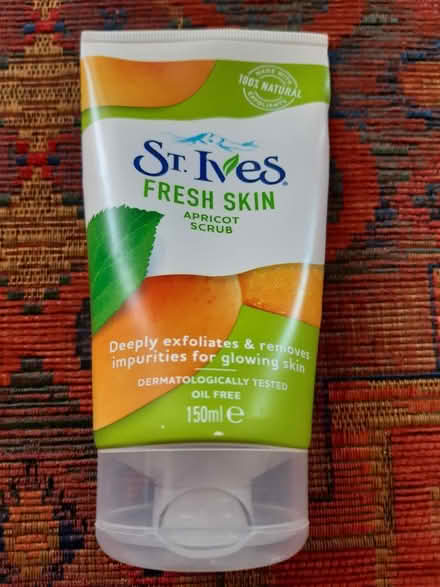 MADE WITH
100% NATURAL
EXFOLIANTS
ST. IVES
FRESH SKIN
APRICOT
SCRUB
Deeply exfoliates & removes
impurities for glowing skin
DERMATOLOGICALLY TESTED
OIL FREE
150ml ℮